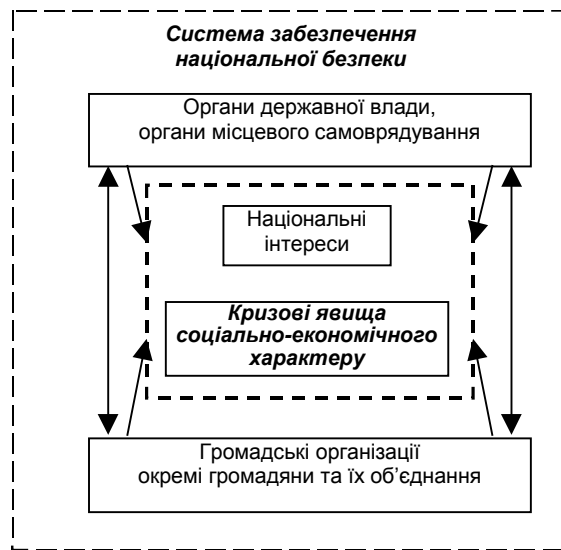 Система забезпечення
національної безпеки
Органи державної влади,
органи місцевого самоврядування
Національні
інтереси
Кризові явища
соціально-економічного
характеру
Громадські організації
окремі громадяни та їх об’єднання